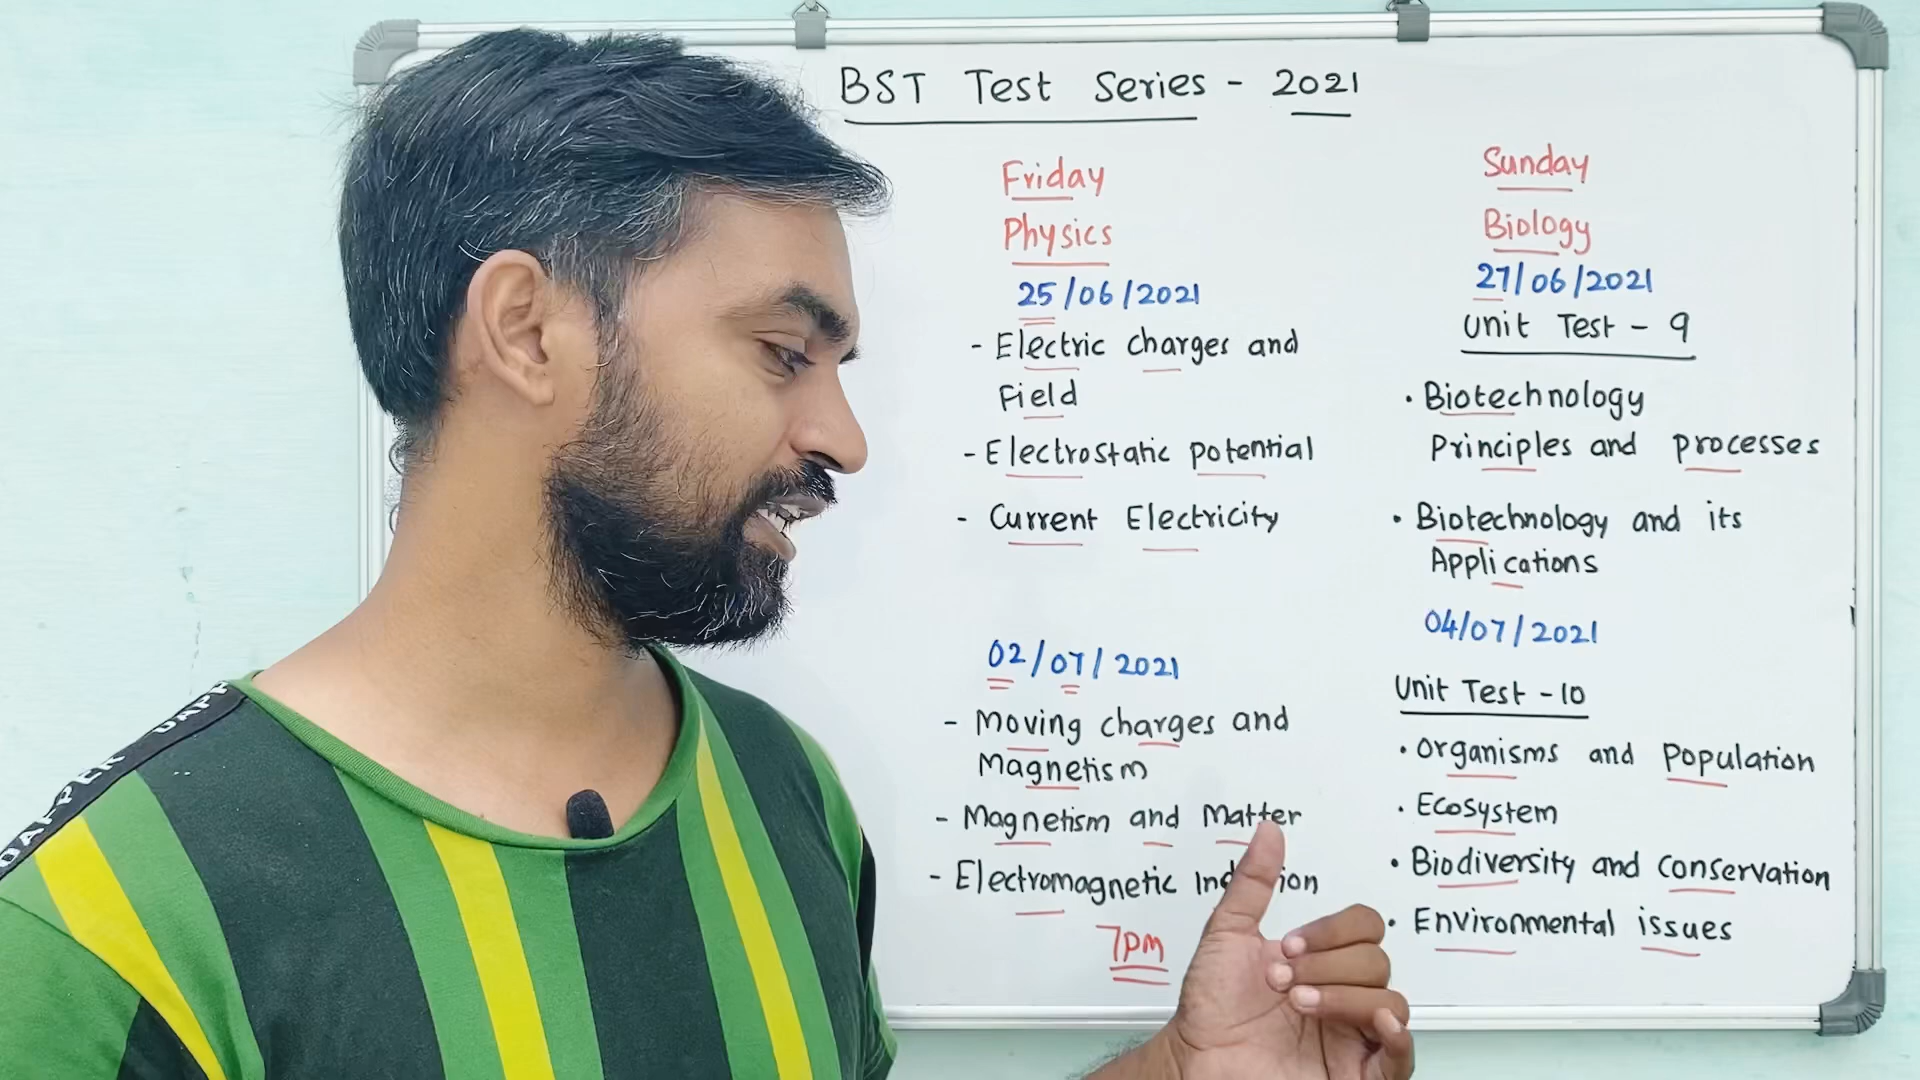 BST Test Series - 2021
Friday
Physics
25/06/2021
- Electric charges and
Field
- Electrostatic potential
- Current Electricity
02/07/2021
- Moving charges and
Magnetism
- Magnetism and Matter
- Electromagnetic
7pm
Sunday
Biology
27/06/2021
Unit Test - 9
• Biotechnology
Principles and processes
• Biotechnology and its
Applications
04/07/2021
Unit Test - 10
• Organisms and Population
• Ecosystem
• Biodiversity and conservation
• Environmental issues
DAPPER